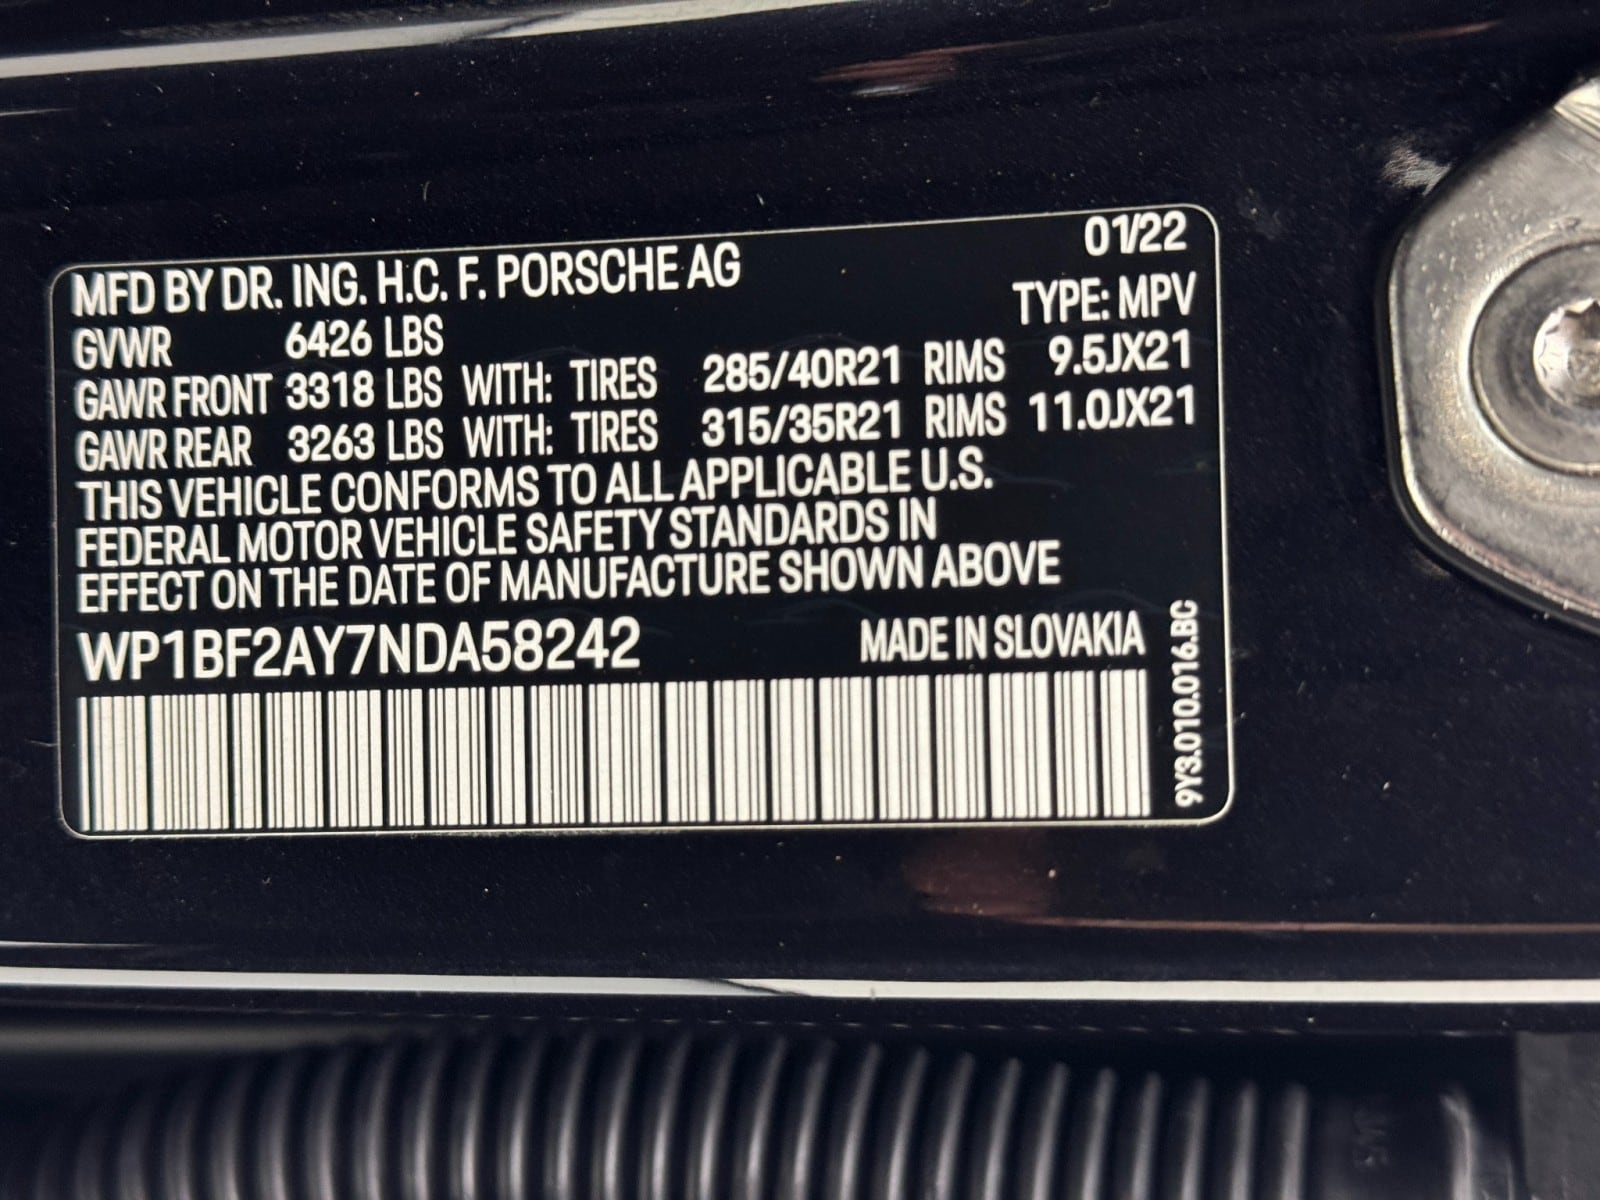 MFD BY DR. ING. H.C. F. PORSCHE AG 01/22
TYPE: MPV
GVWR 6426 LBS
GAWR FRONT 3318 LBS WITH: TIRES 285/40R21 RIMS 9.5JX21
GAWR REAR 3263 LBS WITH: TIRES 315/35R21 RIMS 11.0JX21
THIS VEHICLE CONFORMS TO ALL APPLICABLE U.S.
FEDERAL MOTOR VEHICLE SAFETY STANDARDS IN
EFFECT ON THE DATE OF MANUFACTURE SHOWN ABOVE
WP1BF2AY7NDA58242 MADE IN SLOVAKIA
9Y3.010.016.BC